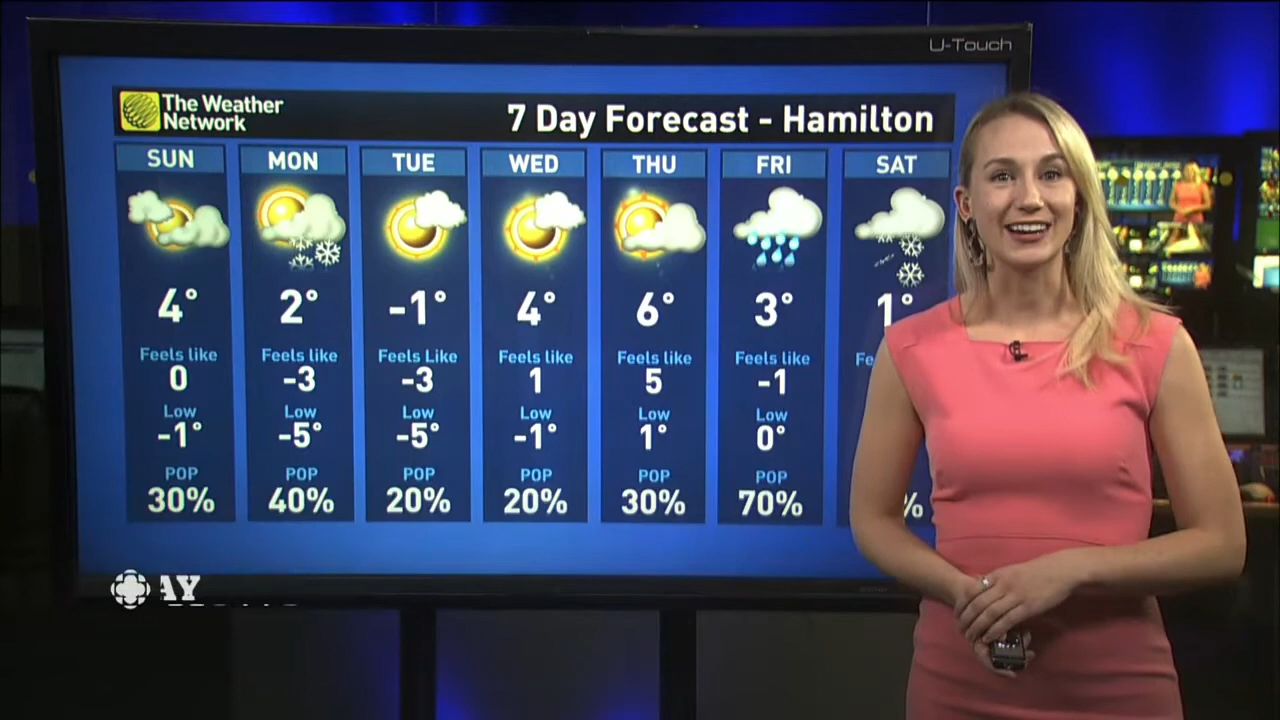 U-Touch
The Weather
Network
7 Day Forecast - Hamilton
SUN MON TUE WED THU FRI SAT
4° 2° -1° 4° 6° 3° 1°
Feels like Feels like Feels Like Feels like Feels like Feels like Fe
0 -3 -3 1 5 -1
Low Low Low Low Low Low
-1° -5° -5° -1° 1° 0°
POP POP POP POP POP POP
30% 40% 20% 20% 30% 70% %
AY